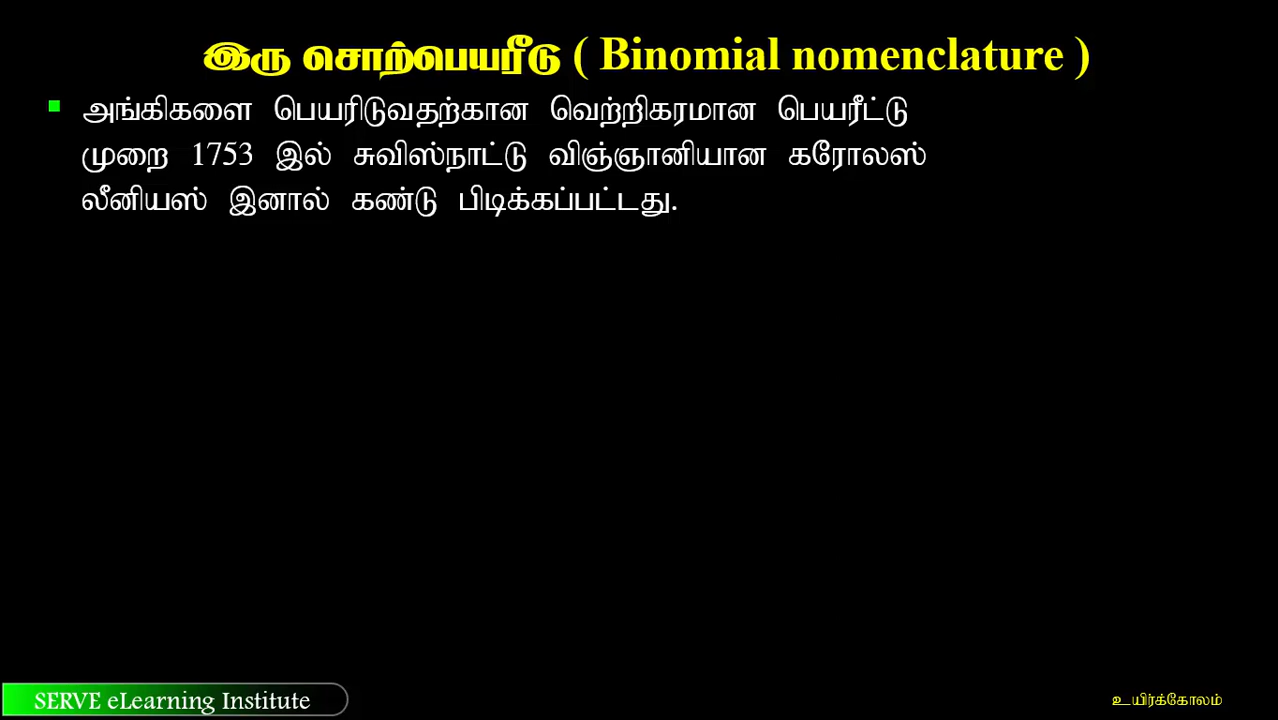 இரு சொற்பெயரீடு ( Binomial nomenclature )
அங்கிகளை பெயரிடுவதற்கான வெற்றிகரமான பெயரீட்டு
முறை 1753 இல் சுவிஸ்நாட்டு விஞ்ஞானியான கரோலஸ்
லீனியஸ் இனால் கண்டு பிடிக்கப்பட்டது.
SERVE eLearning Institute
உயிர்க்கோலம்